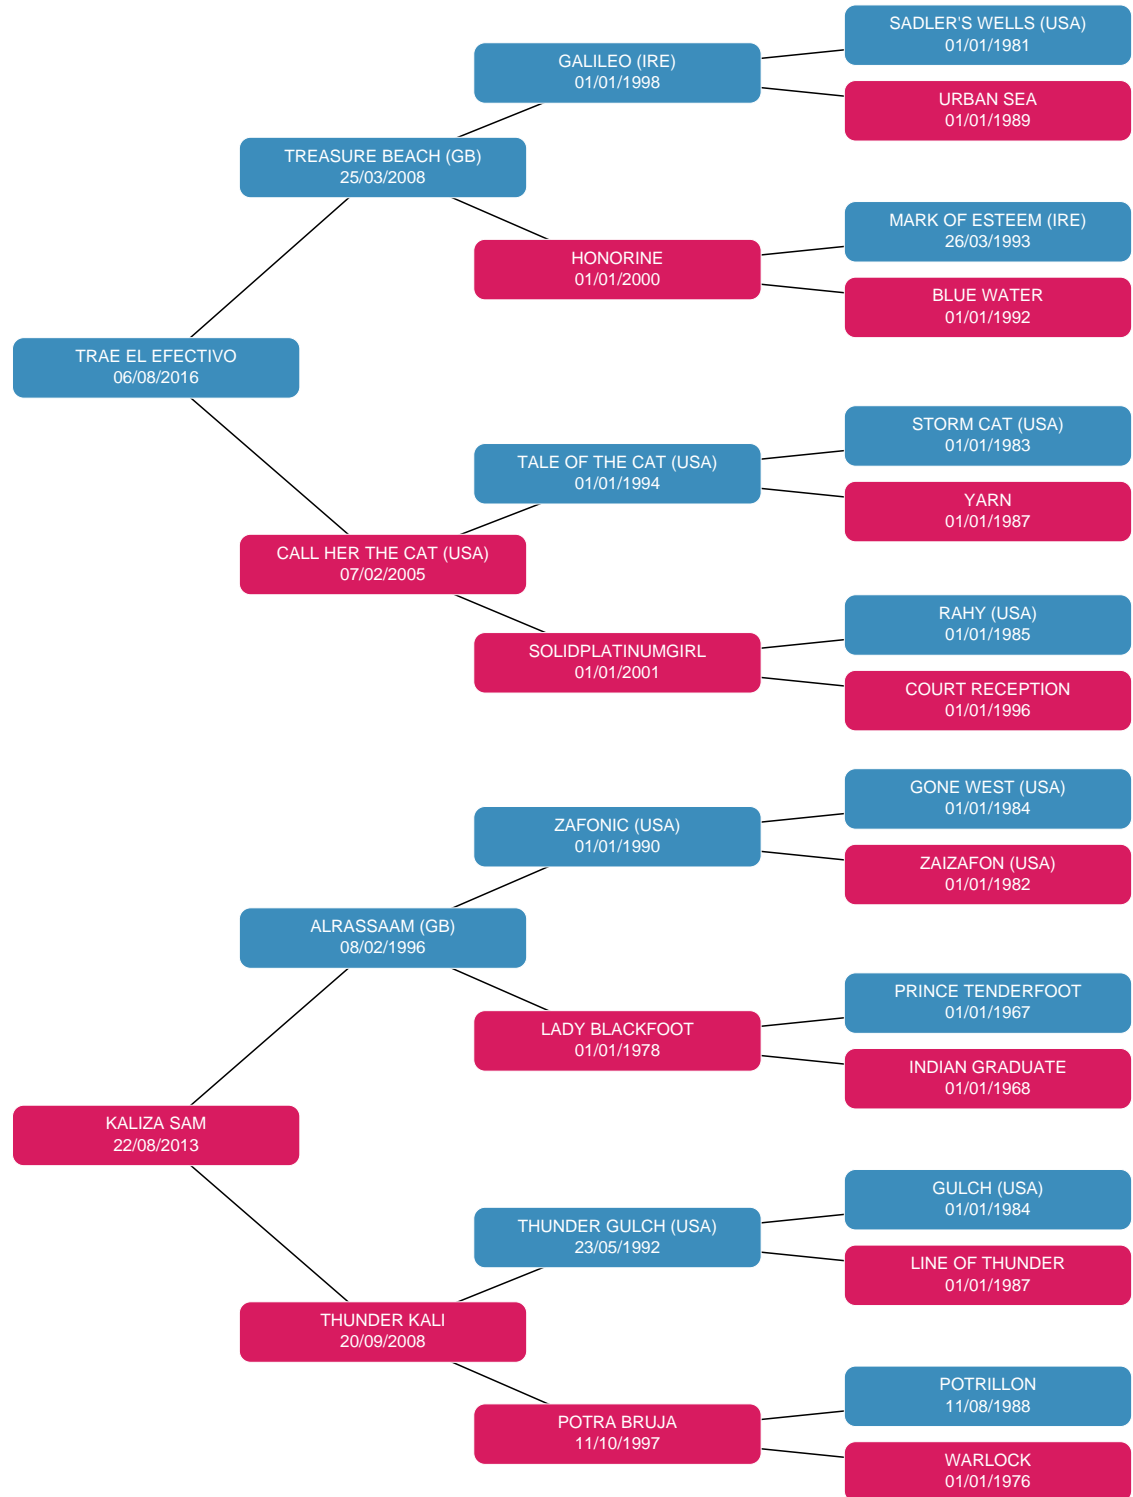 SADLER'S WELLS (USA)
01/01/1981
GALILEO (IRE)
01/01/1998
URBAN SEA
01/01/1989
TREASURE BEACH (GB)
25/03/2008
MARK OF ESTEEM (IRE)
26/03/1993
HONORINE
01/01/2000
BLUE WATER
01/01/1992
TRAE EL EFECTIVO
06/08/2016
STORM CAT (USA)
01/01/1983
TALE OF THE CAT (USA)
01/01/1994
YARN
01/01/1987
CALL HER THE CAT (USA)
07/02/2005
RAHY (USA)
01/01/1985
SOLIDPLATINUMGIRL
01/01/2001
COURT RECEPTION
01/01/1996
GONE WEST (USA)
01/01/1984
ZAFONIC (USA)
01/01/1990
ZAIZAFON (USA)
01/01/1982
ALRASSAAM (GB)
08/02/1996
PRINCE TENDERFOOT
01/01/1967
LADY BLACKFOOT
01/01/1978
INDIAN GRADUATE
01/01/1968
KALIZA SAM
22/08/2013
GULCH (USA)
01/01/1984
THUNDER GULCH (USA)
23/05/1992
LINE OF THUNDER
01/01/1987
THUNDER KALI
20/09/2008
POTRILLON
11/08/1988
POTRA BRUJA
11/10/1997
WARLOCK
01/01/1976